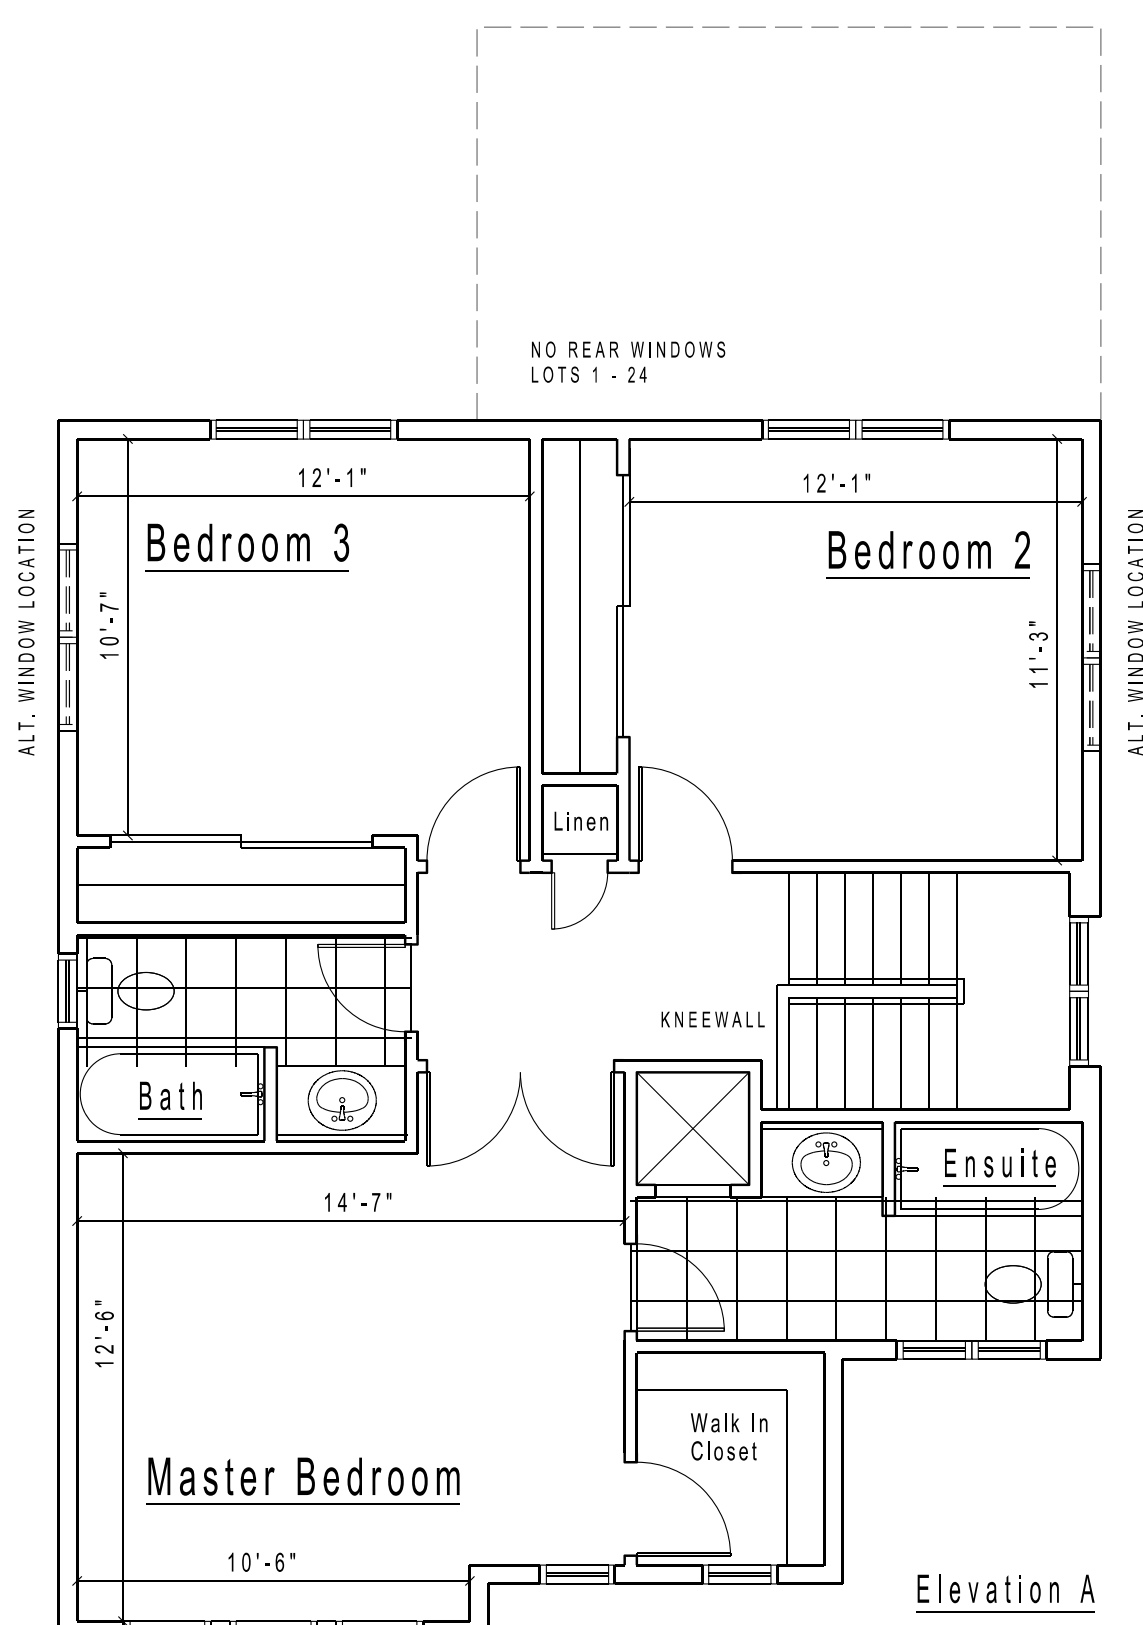 NO REAR WINDOWS
LOTS 1 - 24
12'-1"
12'-1"
ALT. WINDOW LOCATION
Bedroom 3
Bedroom 2
ALT. WINDOW LOCATION
10'-7"
11'-3"
Linen
KNEEWALL
Bath
Ensuite
14'-7"
12'-6"
Walk In
Closet
Master Bedroom
10'-6"
Elevation A